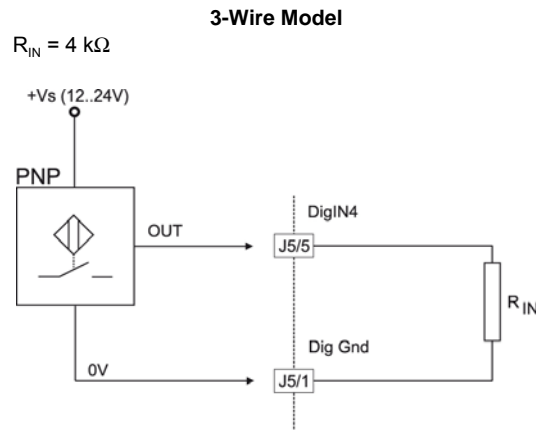 3-Wire Model
R_IN = 4 kΩ
+Vs (12..24V)
PNP
OUT
DigIN4
J5/5
R_IN
Dig Gnd
0V
J5/1